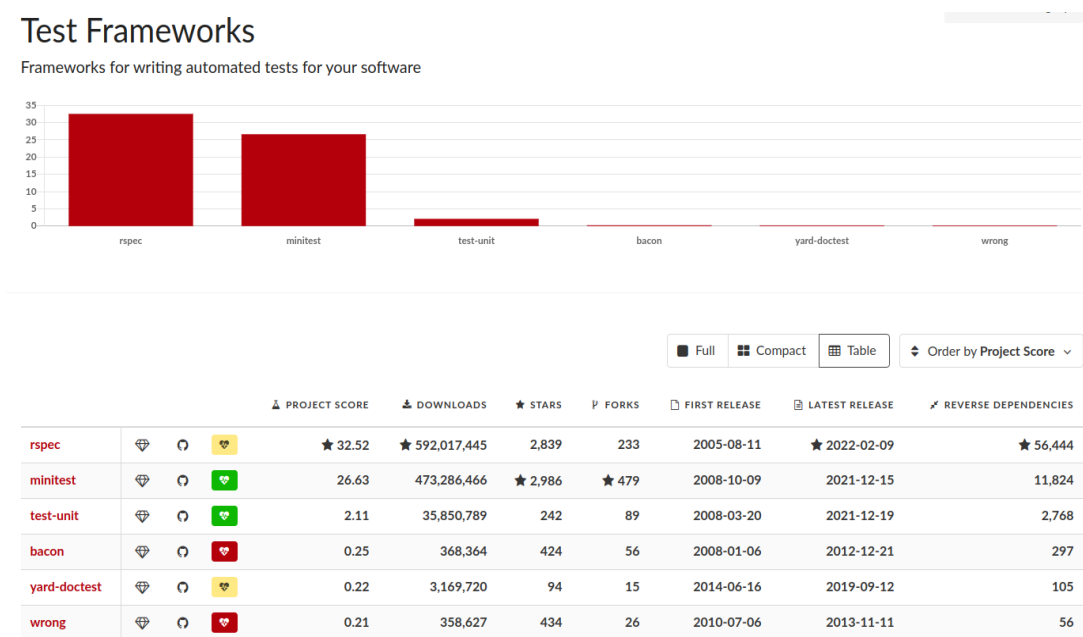 Test Frameworks
Frameworks for writing automated tests for your software
35
30
25
20
15
10
5
0
rspec minitest test-unit bacon yard-doctest wrong
Full Compact Table Order by Project Score
PROJECT SCORE DOWNLOADS STARS FORKS FIRST RELEASE LATEST RELEASE REVERSE DEPENDENCIES
rspec 32.52 592,017,445 2,839 233 2005-08-11 2022-02-09 56,444
minitest 26.63 473,286,466 2,986 479 2008-10-09 2021-12-15 11,824
test-unit 2.11 35,850,789 242 89 2008-03-20 2021-12-19 2,768
bacon 0.25 368,364 424 56 2008-01-06 2012-12-21 297
yard-doctest 0.22 3,169,720 94 15 2014-06-16 2019-09-12 105
wrong 0.21 358,627 434 26 2010-07-06 2013-11-11 56